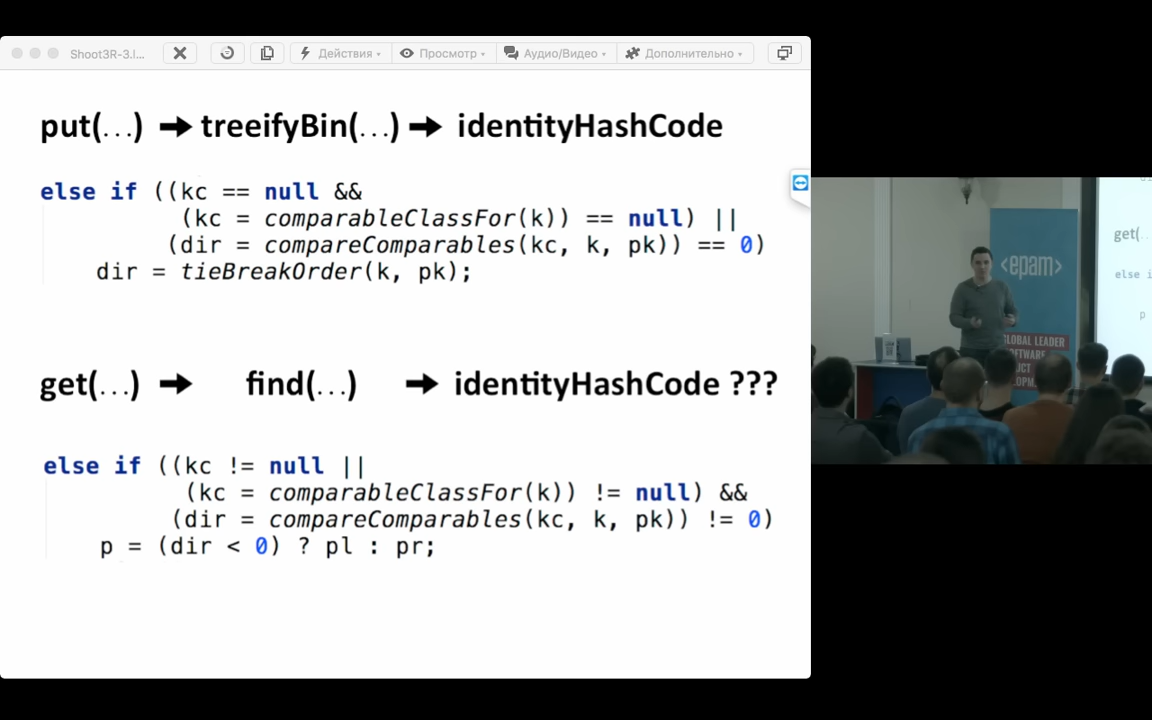 Shoot3R-3.l...
Действия
Просмотр
Аудио/Видео
Дополнительно
put(...) ➡ treeifyBin(...) ➡ identityHashCode
else if ((kc == null &&
(kc = comparableClassFor(k)) == null) ||
(dir = compareComparables(kc, k, pk)) == 0)
dir = tieBreakOrder(k, pk);
get(...) ➡ find(...) ➡ identityHashCode ???
else if ((kc != null ||
(kc = comparableClassFor(k)) != null) &&
(dir = compareComparables(kc, k, pk)) != 0)
p = (dir < 0) ? pl : pr;
<epam>
GLOBAL LEADER
get(
else i
p